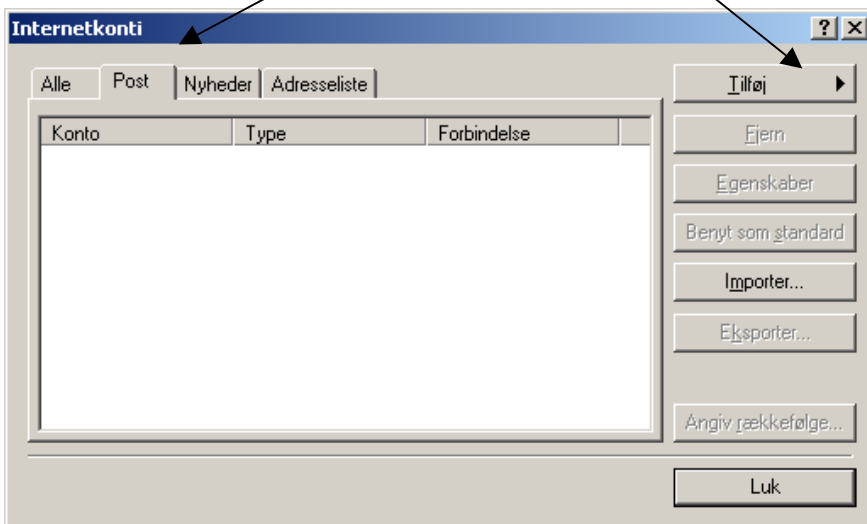 Internetkonti
Alle Post Nyheder Adresseliste
Konto Type Forbindelse
Tilføj
Fjern
Egenskaber
Benyt som standard
Importer...
Eksporter...
Angiv rækkefølge...
Luk